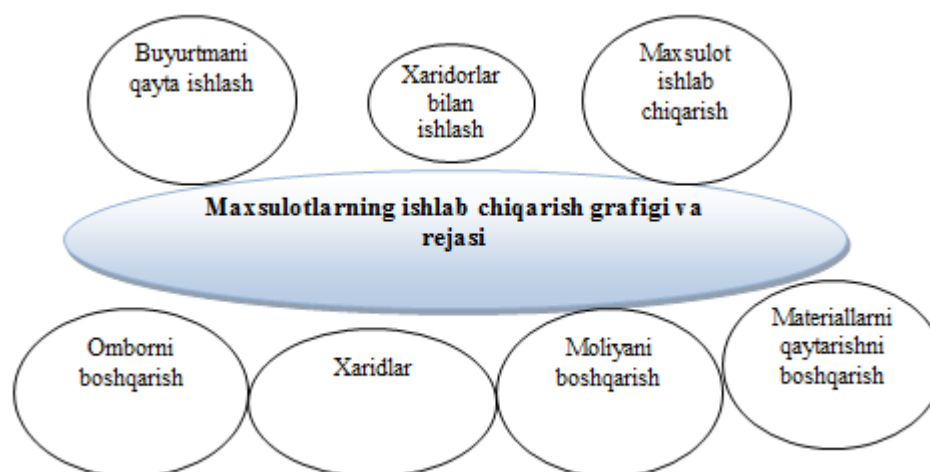 Buyurtmani
qayta ishlash
Xaridorlar
bilan
ishlash
Maxsulot
ishlab
chiqarish
Maxsulotlarning ishlab chiqarish grafigi va
rejasi
Omborni
boshqarish
Xaridlar
Moliyani
boshqarish
Materiallarni
qaytarishni
boshqarish